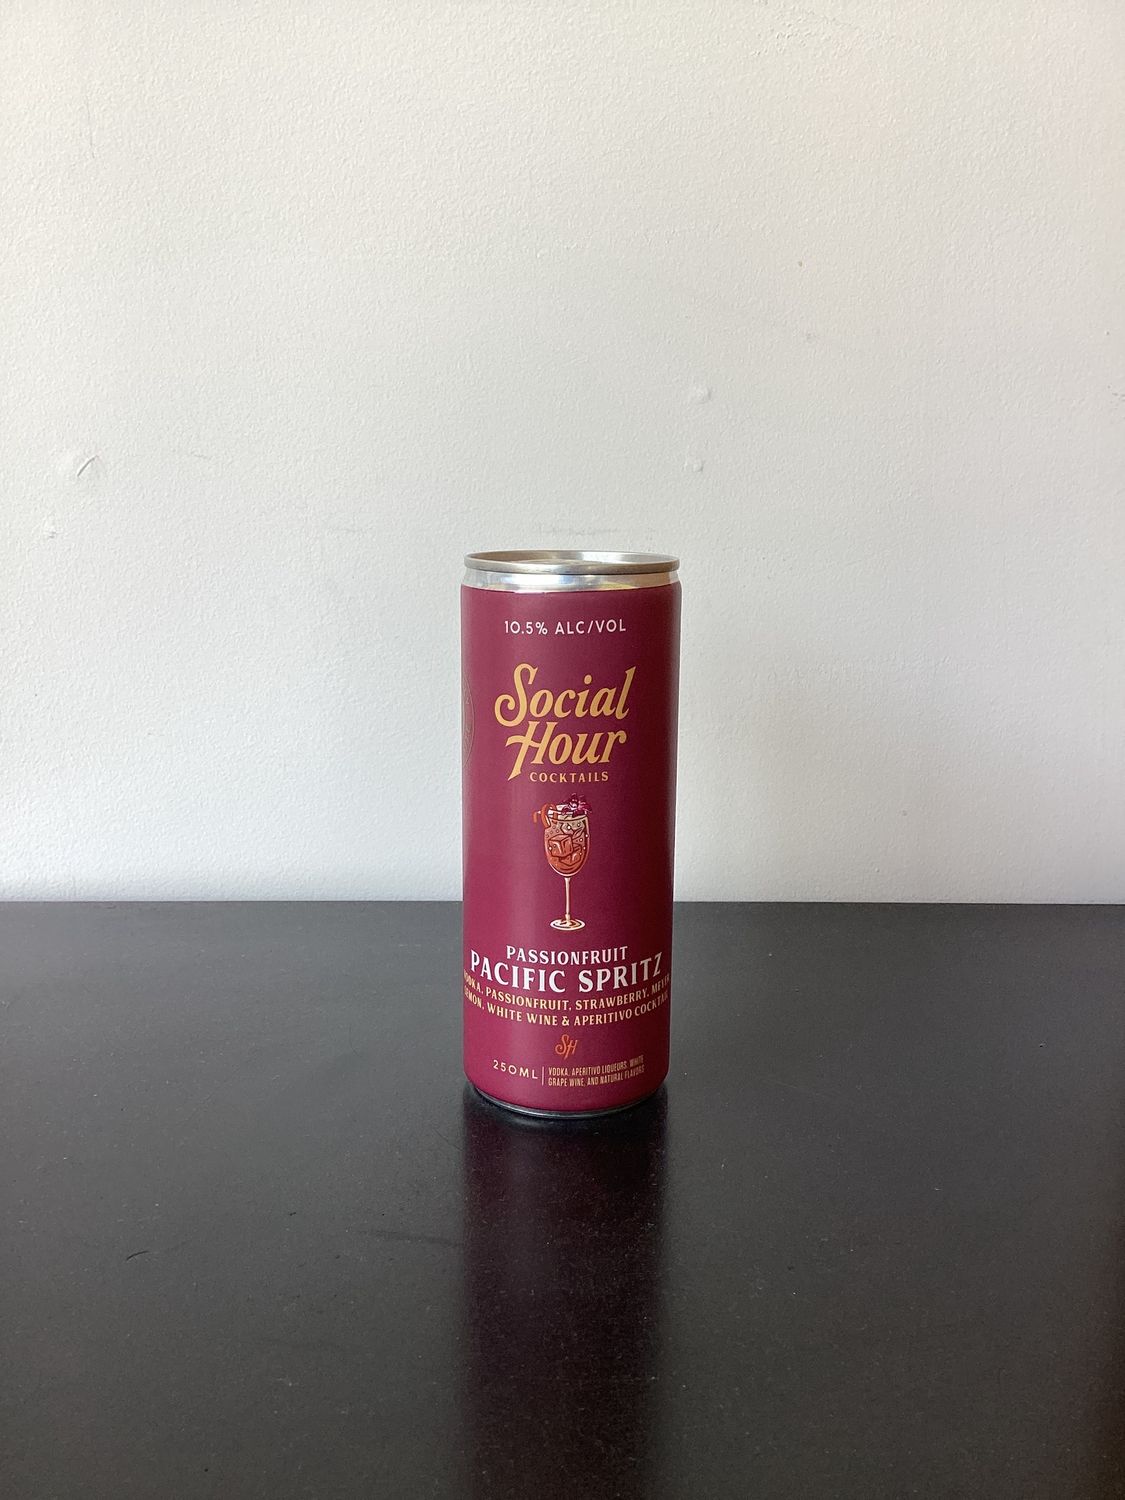 10.5% ALC/VOL
Social
Hour
COCKTAILS
PASSIONFRUIT
PACIFIC SPRITZ
PASSIONFRUIT, STRAWBERRY,
WHITE WINE & APERITIVO
SH
250ML
VODKA, APERITIVO LIQUEURS, WHITE
GRAPE WINE, AND NATURAL FLAVORS